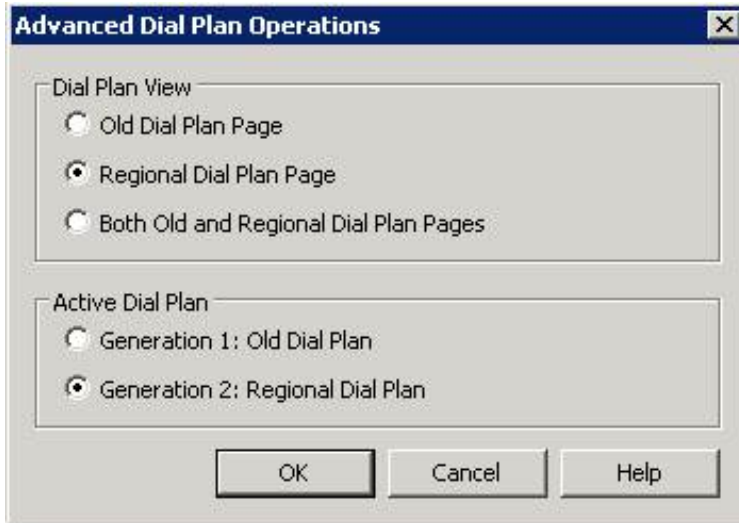 Advanced Dial Plan Operations
Dial Plan View
Old Dial Plan Page
Regional Dial Plan Page
Both Old and Regional Dial Plan Pages
Active Dial Plan
Generation 1: Old Dial Plan
Generation 2: Regional Dial Plan
OK Cancel Help